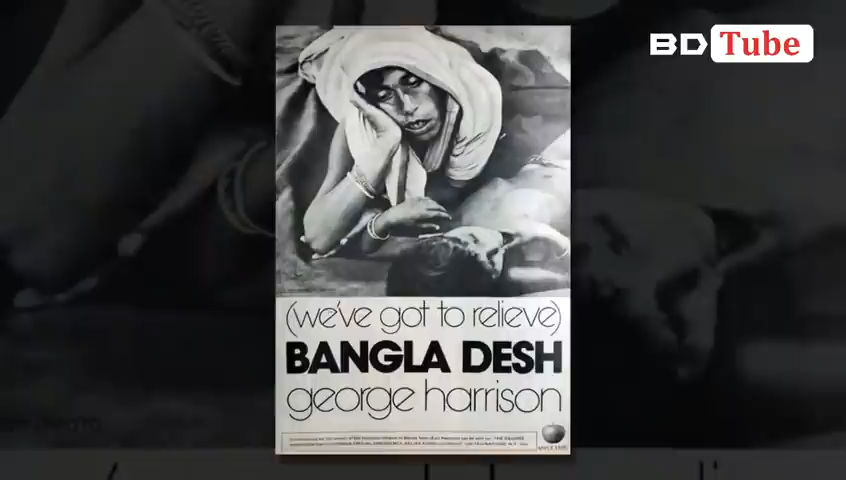 BD Tube
(we've got to relieve)
BANGLA DESH
george harrison